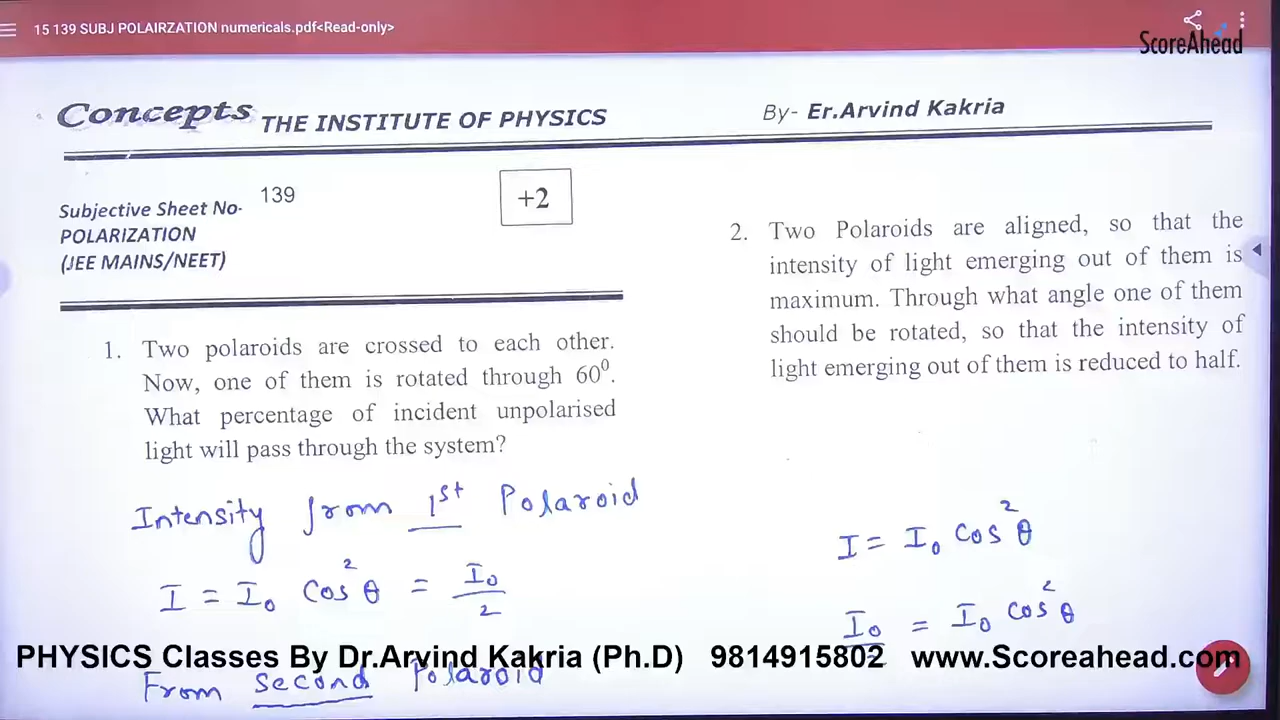 15 139 SUBJ POLAIRZATION numericals.pdf<Read-only>
ScoreAhead
Concepts THE INSTITUTE OF PHYSICS
By- Er.Arvind Kakria
Subjective Sheet No- 139
POLARIZATION
(JEE MAINS/NEET)
+2
1. Two polaroids are crossed to each other.
Now, one of them is rotated through 60⁰.
What percentage of incident unpolarised
light will pass through the system?
Intensity from 1st Polaroid
I = I₀ cos²θ = I₀/2
From second Polaroid
2. Two Polaroids are aligned, so that the
intensity of light emerging out of them is
maximum. Through what angle one of them
should be rotated, so that the intensity of
light emerging out of them is reduced to half.
I = I₀ cos²θ
I₀ = I₀ cos²θ
PHYSICS Classes By Dr.Arvind Kakria (Ph.D) 9814915802 www.Scoreahead.com